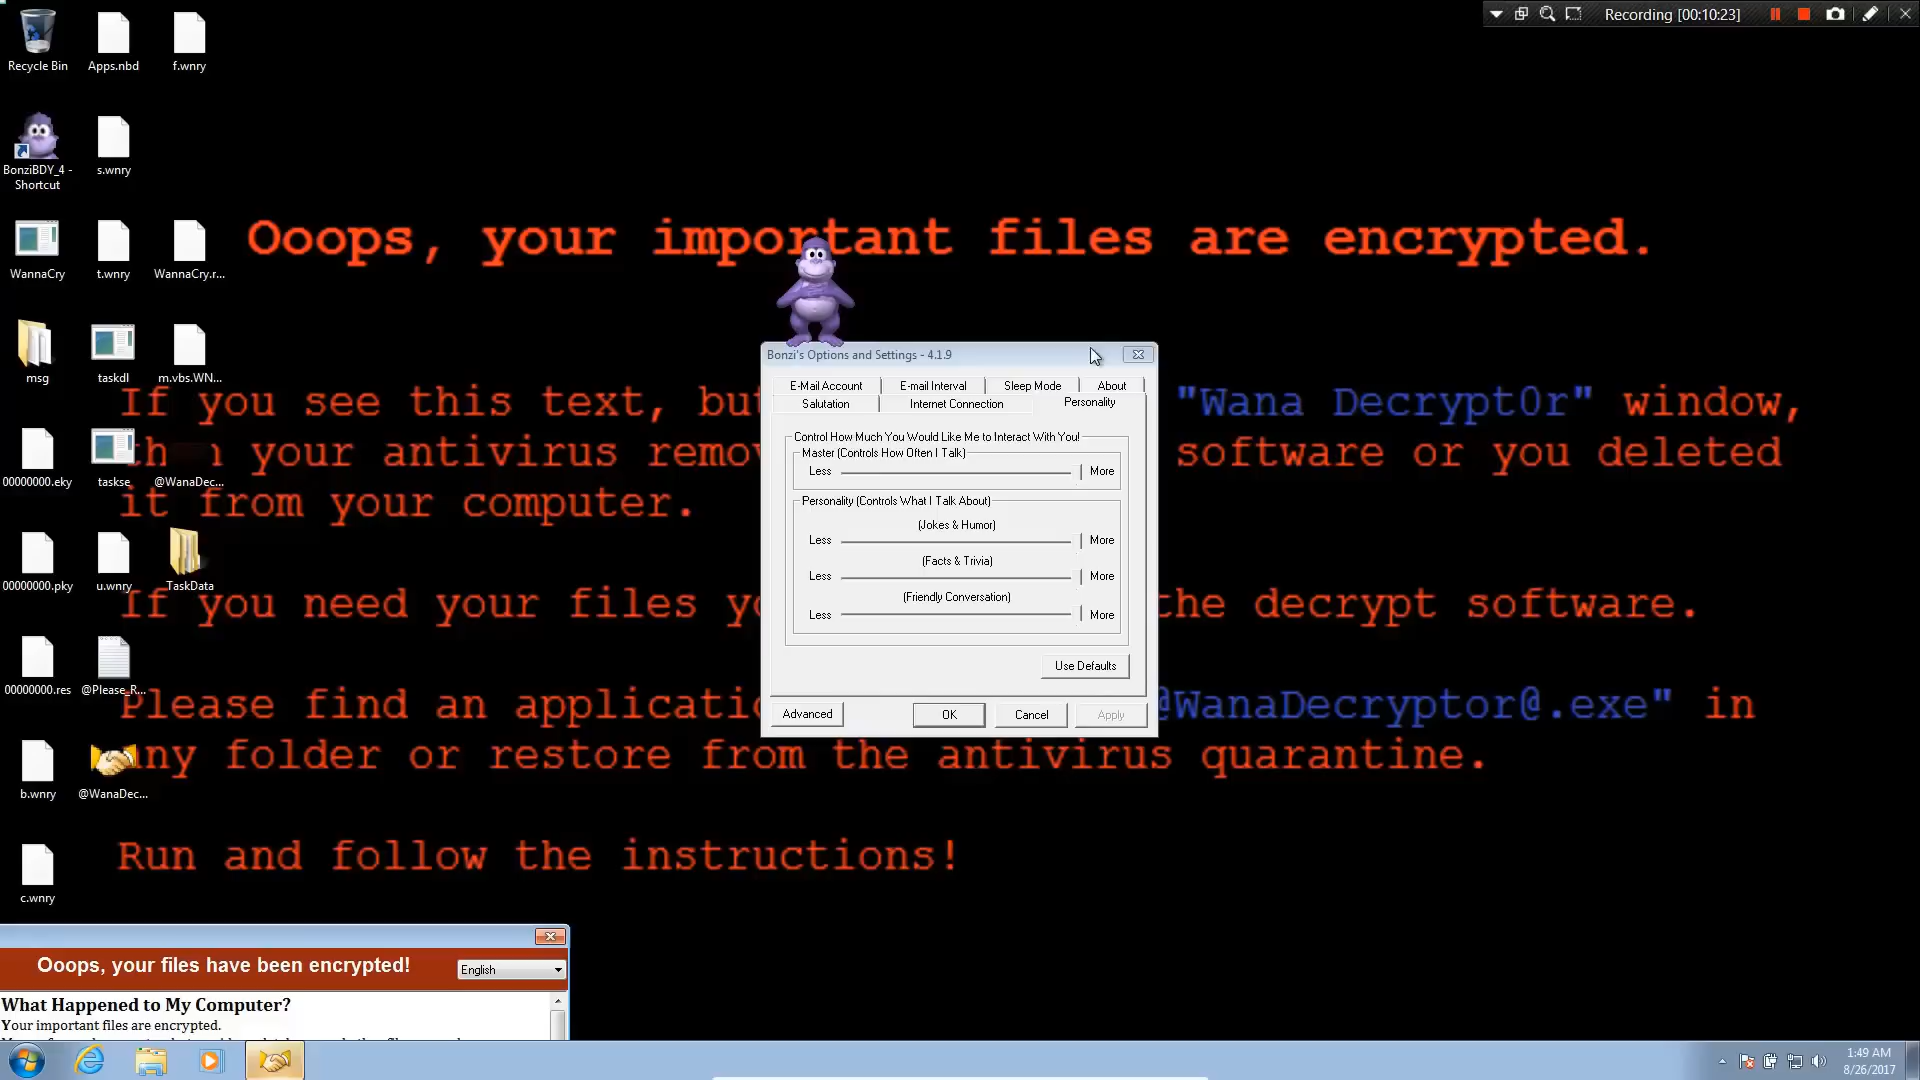 Recording [00:10:23]
Recycle Bin
Apps.nbd
f.wnry
BonziBDY_4 -
Shortcut
s.wnry
WannaCry
t.wnry
WannaCry.r...
msg
taskdl
m.vbs.WN...
00000000.eky
taskse
@WanaDec...
00000000.pky
u.wnry
TaskData
00000000.res
@Please_R...
b.wnry
@WanaDec...
c.wnry
Ooops, your important files are encrypted.
If you see this text, bu "Wana Decrypt0r" window,
your antivirus remo software or you deleted
it from your computer.
If you need your files y the decrypt software.
Please find an applicati @WanaDecryptor@.exe" in
any folder or restore from the antivirus quarantine.
Run and follow the instructions!
Bonzi's Options and Settings - 4.1.9
E-Mail Account
E-mail Interval
Sleep Mode
About
Salutation
Internet Connection
Personality
Control How Much You Would Like Me to Interact With You!
Master (Controls How Often I Talk)
Less
More
Personality (Controls What I Talk About)
(Jokes & Humor)
Less
More
(Facts & Trivia)
Less
More
(Friendly Conversation)
Less
More
Use Defaults
Advanced
OK
Cancel
Apply
Ooops, your files have been encrypted!
English
What Happened to My Computer?
Your important files are encrypted.
1:49 AM
8/26/2017